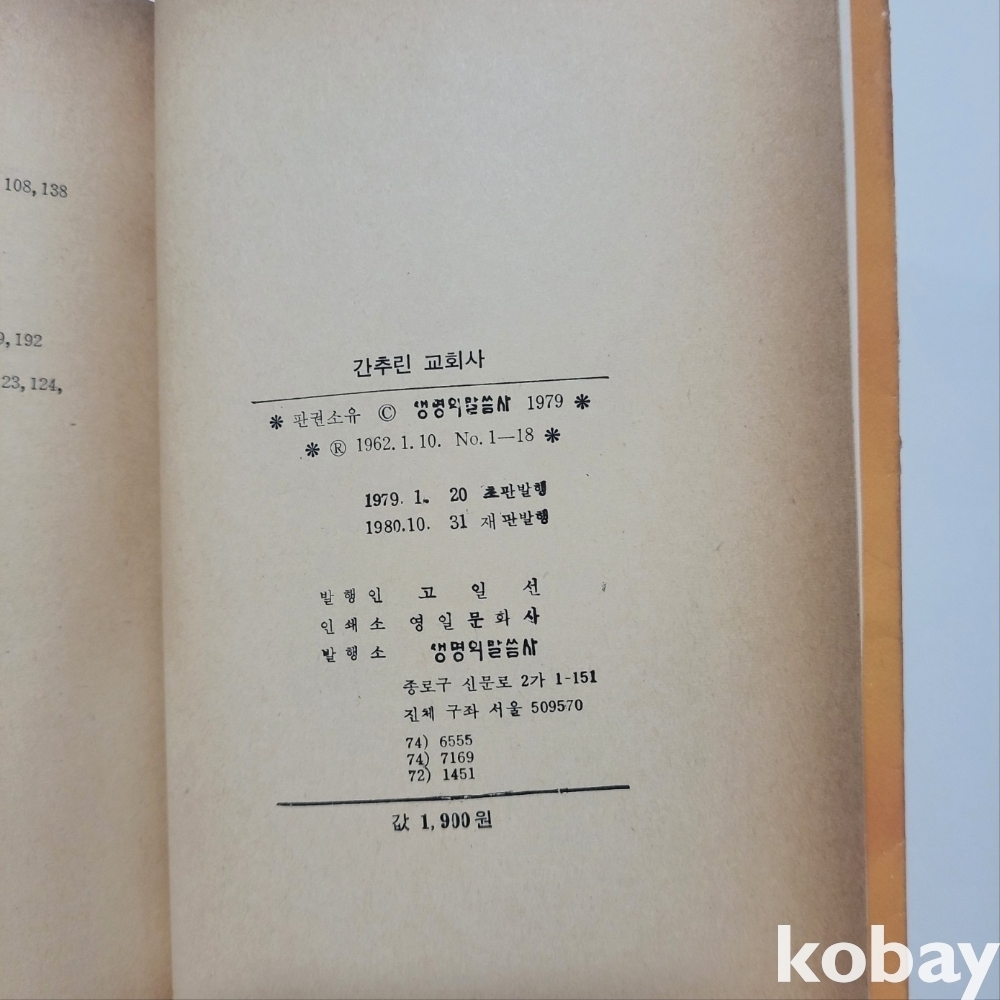 108, 138
9, 192
23, 124,
간추린 교회사
✻ 판권소유 © 생명의말씀사 1979 ✻
✻ ® 1962. 1. 10. No. 1—18 ✻
1979. 1. 20 초판발행
1980. 10. 31 재판발행
발행인 고 일 선
인쇄소 영일문화사
발행소 생명의말씀사
종로구 신문로 2가 1-151
진체 구좌 서울 509570
74) 6555
74) 7169
72) 1451
값 1,900원
kobay